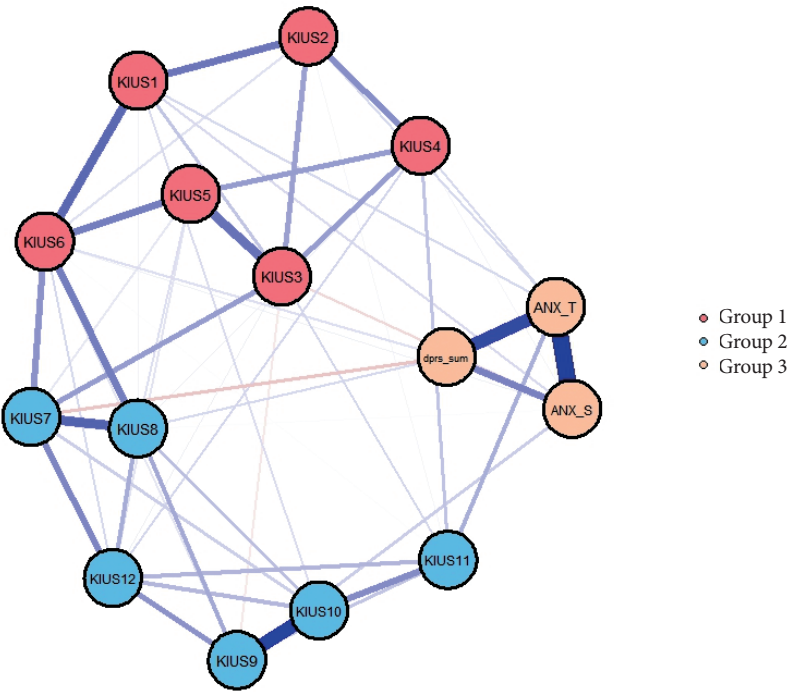 KIUS2
KIUS1
KIUS4
KIUS5
KIUS6
KIUS3
ANX_T
Group 1
Group 2
Group 3
dprs_sum
ANX_S
KIUS7
KIUS8
KIUS11
KIUS12
KIUS10
KIUS9